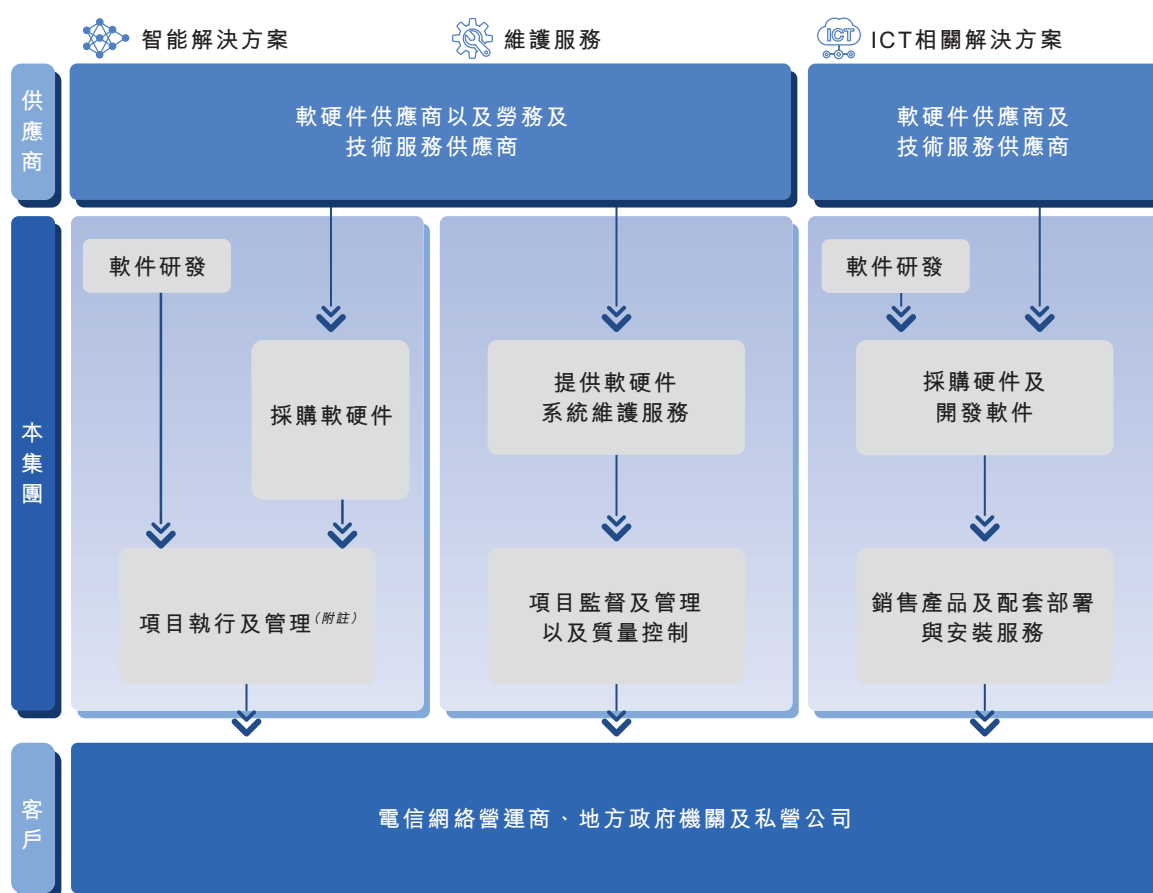 智能解決方案
維護服務
ICT
ICT相關解決方案
供應商
軟硬件供應商以及勞務及
技術服務供應商
軟硬件供應商及
技術服務供應商
本集團
軟件研發
採購軟硬件
項目執行及管理(附註)
提供軟硬件
系統維護服務
項目監督及管理
以及質量控制
軟件研發
採購硬件及
開發軟件
銷售產品及配套部署
與安裝服務
客戶
電信網絡營運商、地方政府機關及私營公司